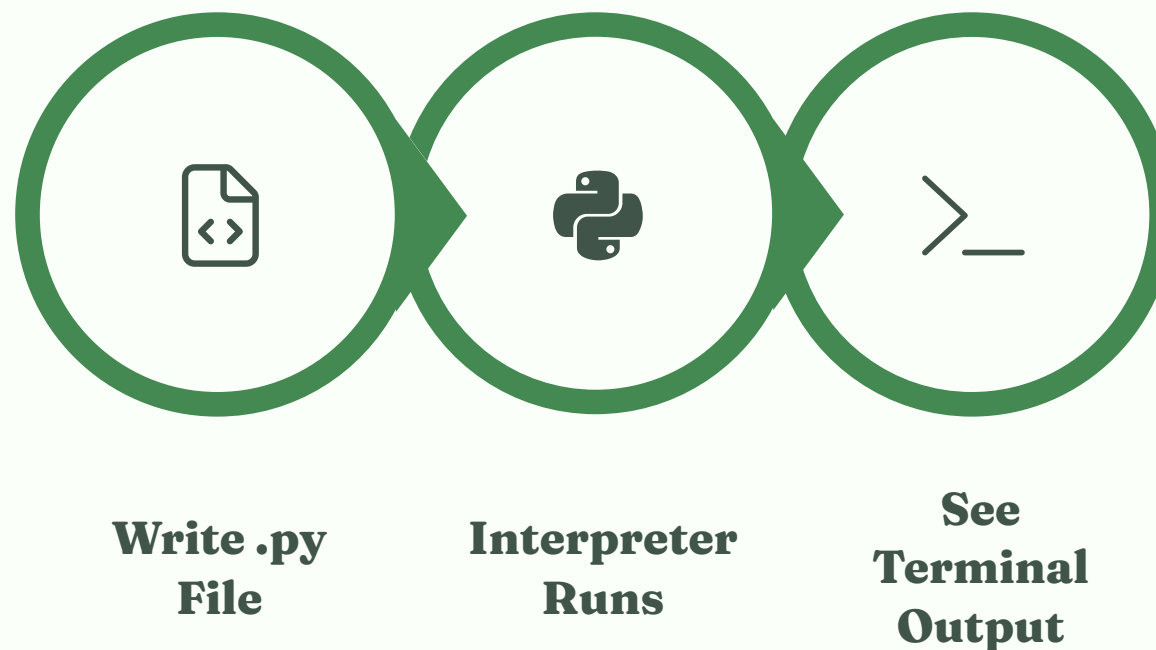 Write .py
File
Interpreter
Runs
See
Terminal
Output